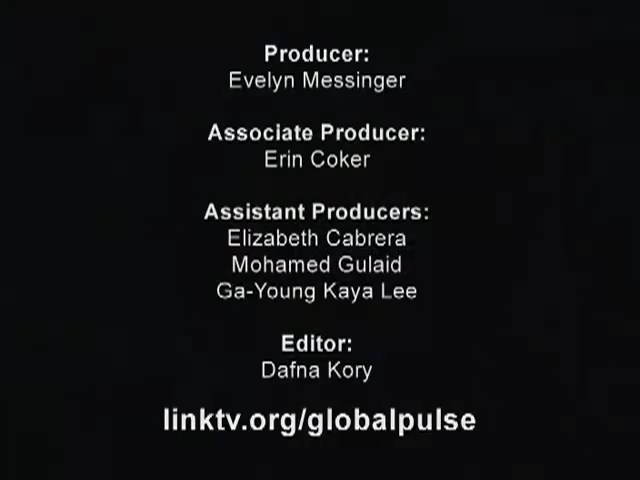 Producer:
Evelyn Messinger
Associate Producer:
Erin Coker
Assistant Producers:
Elizabeth Cabrera
Mohamed Gulaid
Ga-Young Kaya Lee
Editor:
Dafna Kory
linktv.org/globalpulse